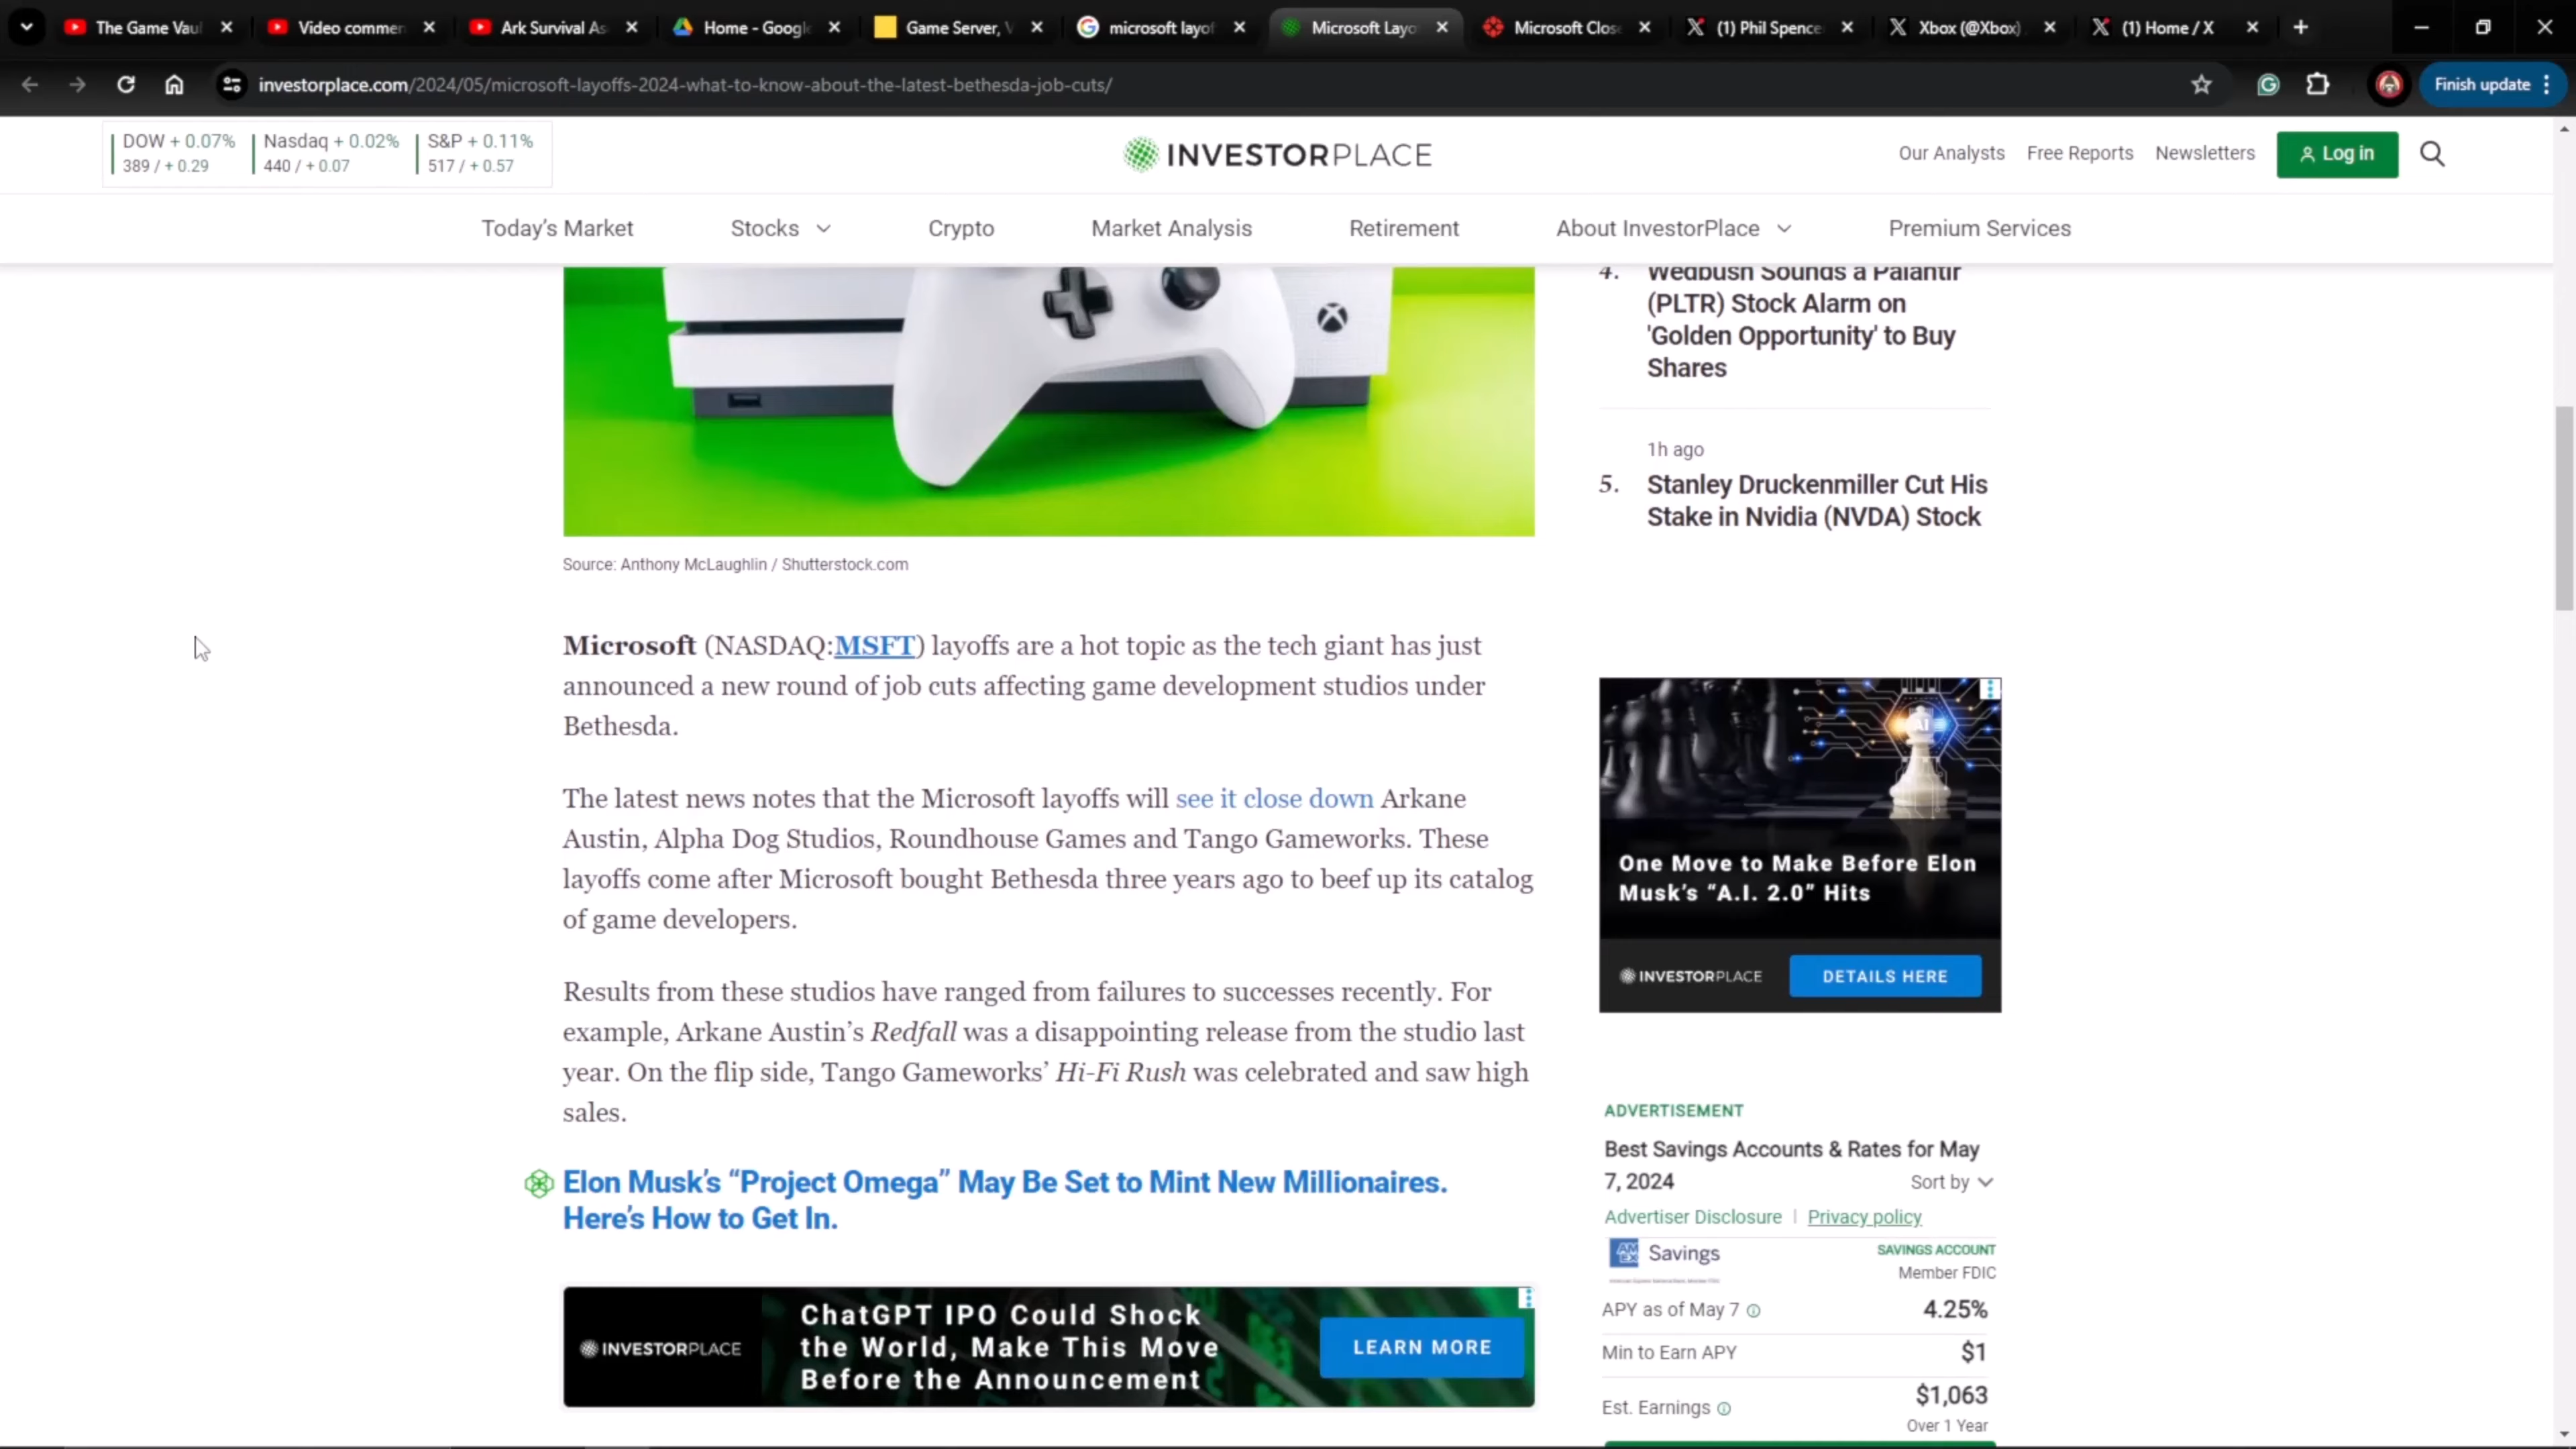 The Game Vaul
Video commen
Ark Survival As
Home - Google
Game Server, V
microsoft layof
Microsoft Layo
Microsoft Close
(1) Phil Spence
Xbox (@Xbox)
(1) Home / X
investorplace.com/2024/05/microsoft-layoffs-2024-what-to-know-about-the-latest-bethesda-job-cuts/
Finish update
DOW + 0.07%
389 / + 0.29
Nasdaq + 0.02%
440 / + 0.07
S&P + 0.11%
517 / + 0.57
INVESTORPLACE
Our Analysts
Free Reports
Newsletters
Log in
Today's Market
Stocks
Crypto
Market Analysis
Retirement
About InvestorPlace
Premium Services
Source: Anthony McLaughlin / Shutterstock.com
Microsoft (NASDAQ:MSFT) layoffs are a hot topic as the tech giant has just
announced a new round of job cuts affecting game development studios under
Bethesda.
The latest news notes that the Microsoft layoffs will see it close down Arkane
Austin, Alpha Dog Studios, Roundhouse Games and Tango Gameworks. These
layoffs come after Microsoft bought Bethesda three years ago to beef up its catalog
of game developers.
Results from these studios have ranged from failures to successes recently. For
example, Arkane Austin's Redfall was a disappointing release from the studio last
year. On the flip side, Tango Gameworks' Hi-Fi Rush was celebrated and saw high
sales.
Elon Musk's "Project Omega" May Be Set to Mint New Millionaires.
Here's How to Get In.
INVESTORPLACE
ChatGPT IPO Could Shock
the World, Make This Move
Before the Announcement
LEARN MORE
4. Wedbush Sounds a Palantir
(PLTR) Stock Alarm on
'Golden Opportunity' to Buy
Shares
1h ago
5. Stanley Druckenmiller Cut His
Stake in Nvidia (NVDA) Stock
AI
One Move to Make Before Elon
Musk's "A.I. 2.0" Hits
INVESTORPLACE
DETAILS HERE
ADVERTISEMENT
Best Savings Accounts & Rates for May
7, 2024
Sort by
Advertiser Disclosure | Privacy policy
AM EX
Savings
SAVINGS ACCOUNT
Member FDIC
APY as of May 7
4.25%
Min to Earn APY
$1
Est. Earnings
$1,063
Over 1 Year